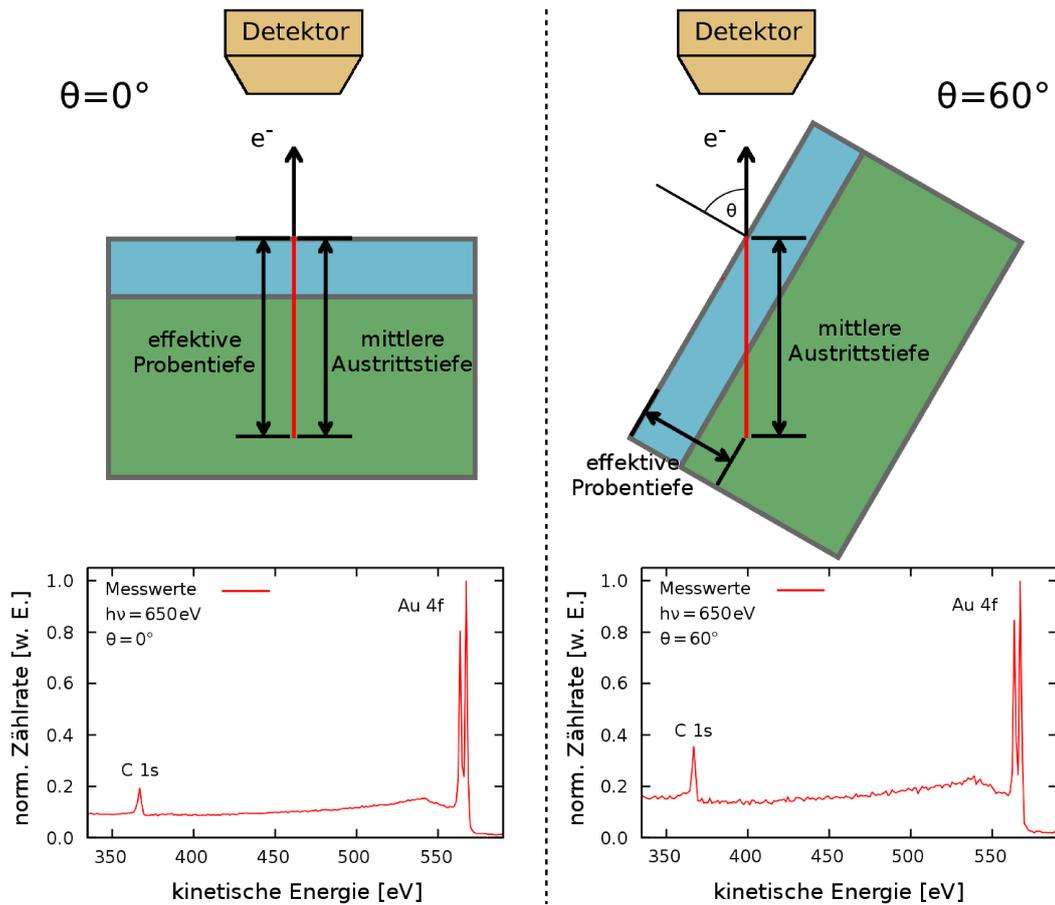 Detektor
θ=0°
e-
effektive
Probentiefe
mittlere
Austrittstiefe
Detektor
θ=60°
e-
θ
mittlere
Austrittstiefe
effektive
Probentiefe
1.0
0.8
0.6
0.4
0.2
0.0
norm. Zählrate [w. E.]
Messwerte
hν=650eV
θ=0°
Au 4f
C 1s
350 400 450 500 550
kinetische Energie [eV]
1.0
0.8
0.6
0.4
0.2
0.0
norm. Zählrate [w. E.]
Messwerte
hν=650eV
θ=60°
Au 4f
C 1s
350 400 450 500 550
kinetische Energie [eV]